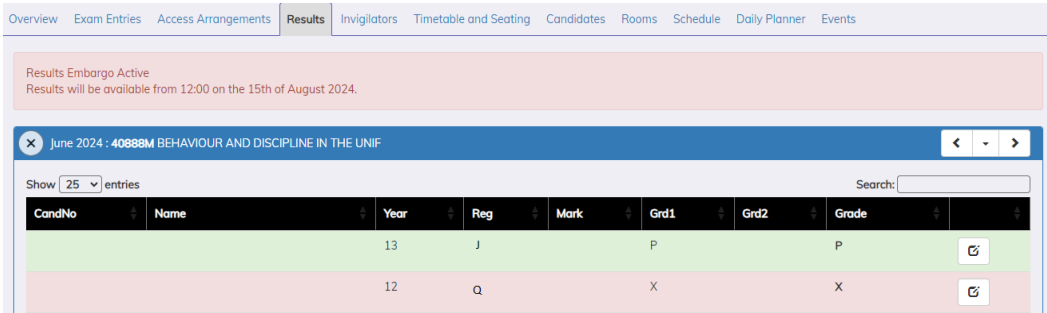 Overview Exam Entries Access Arrangements Results Invigilators Timetable and Seating Candidates Rooms Schedule Daily Planner Events
Results Embargo Active
Results will be available from 12:00 on the 15th of August 2024.
June 2024 : 40888M BEHAVIOUR AND DISCIPLINE IN THE UNIF
Show 25 entries Search:
CandNo Name Year Reg Mark Grd1 Grd2 Grade
13 J P P
12 Q X X